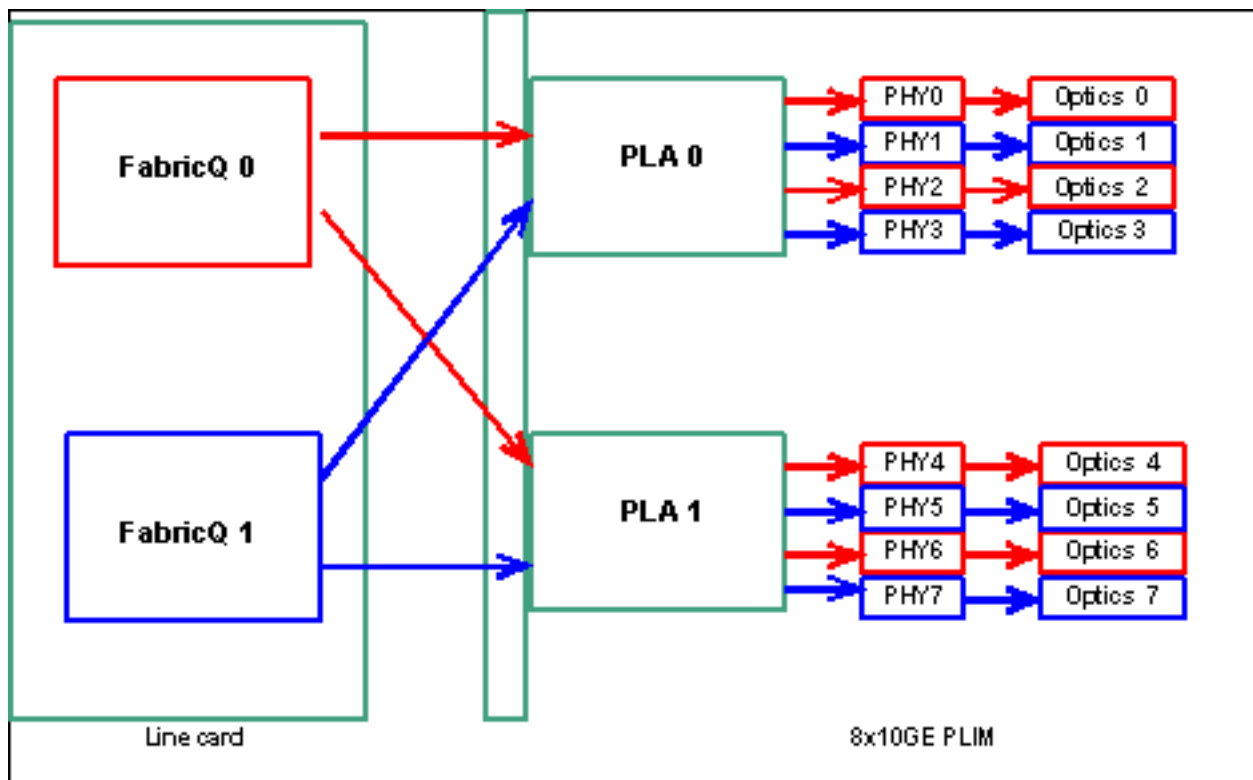 FabricQ 0
PLA 0
PHY0
Optics 0
PHY1
Optics 1
PHY2
Optics 2
PHY3
Optics 3
FabricQ 1
PLA 1
PHY4
Optics 4
PHY5
Optics 5
PHY6
Optics 6
PHY7
Optics 7
Line card
8x10GE PLIM